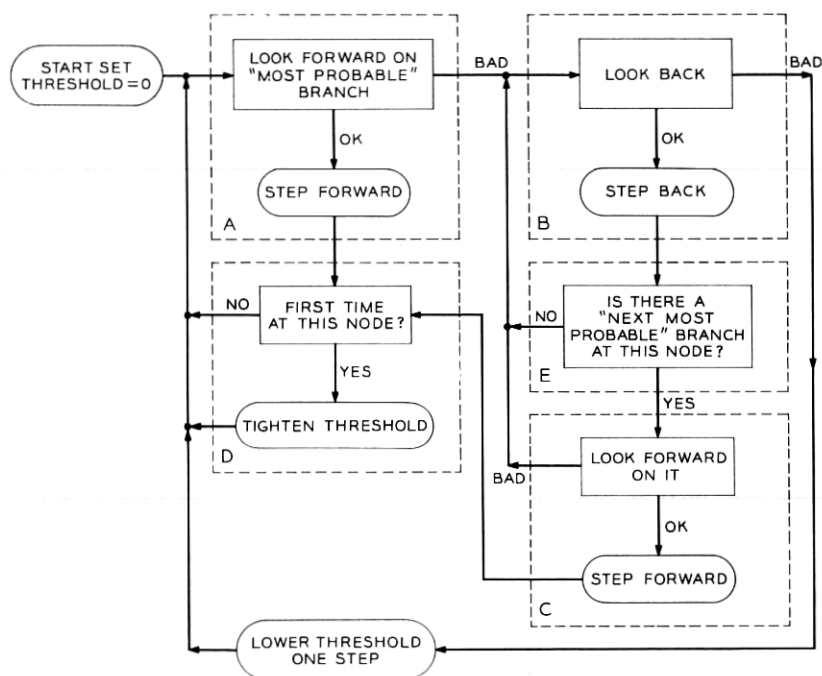 START SET
THRESHOLD=0
LOOK FORWARD ON
"MOST PROBABLE"
BRANCH
BAD
LOOK BACK
BAD
OK
OK
STEP FORWARD
STEP BACK
A
B
NO
FIRST TIME
AT THIS NODE?
NO
IS THERE A
"NEXT MOST
PROBABLE" BRANCH
AT THIS NODE?
YES
E
YES
TIGHTEN THRESHOLD
D
BAD
LOOK FORWARD
ON IT
OK
STEP FORWARD
C
LOWER THRESHOLD
ONE STEP